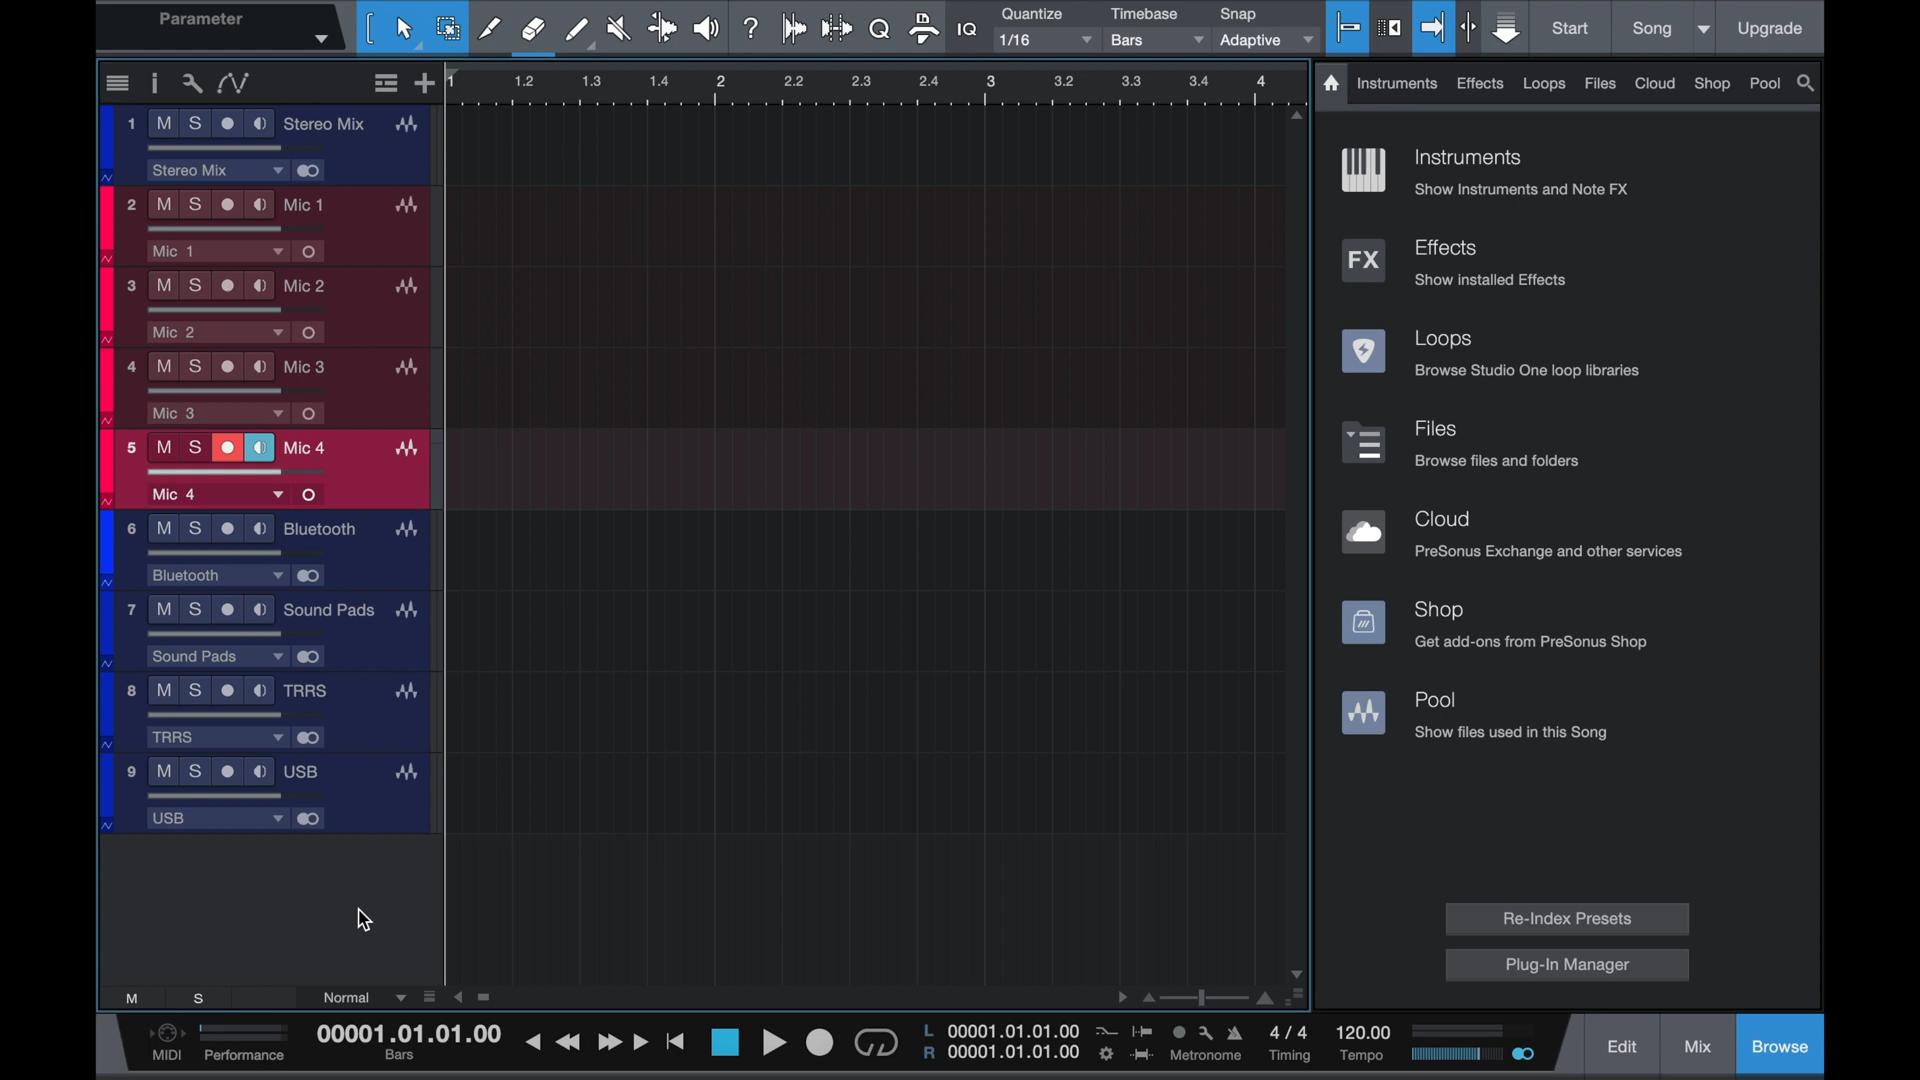 Parameter
IQ
Quantize
1/16
Timebase
Bars
Snap
Adaptive
Start
Song
Upgrade
1 1.2 1.3 1.4 2 2.2 2.3 2.4 3 3.2 3.3 3.4 4
1 M S Stereo Mix
Stereo Mix
2 M S Mic 1
Mic 1
3 M S Mic 2
Mic 2
4 M S Mic 3
Mic 3
5 M S Mic 4
Mic 4
6 M S Bluetooth
Bluetooth
7 M S Sound Pads
Sound Pads
8 M S TRRS
TRRS
9 M S USB
USB
M S Normal
Instruments Effects Loops Files Cloud Shop Pool
Instruments
Show Instruments and Note FX
FX
Effects
Show installed Effects
Loops
Browse Studio One loop libraries
Files
Browse files and folders
Cloud
PreSonus Exchange and other services
Shop
Get add-ons from PreSonus Shop
Pool
Show files used in this Song
Re-Index Presets
Plug-In Manager
MIDI
Performance
00001.01.01.00
Bars
L 00001.01.01.00
R 00001.01.01.00
Metronome
4 / 4
Timing
120.00
Tempo
Edit
Mix
Browse